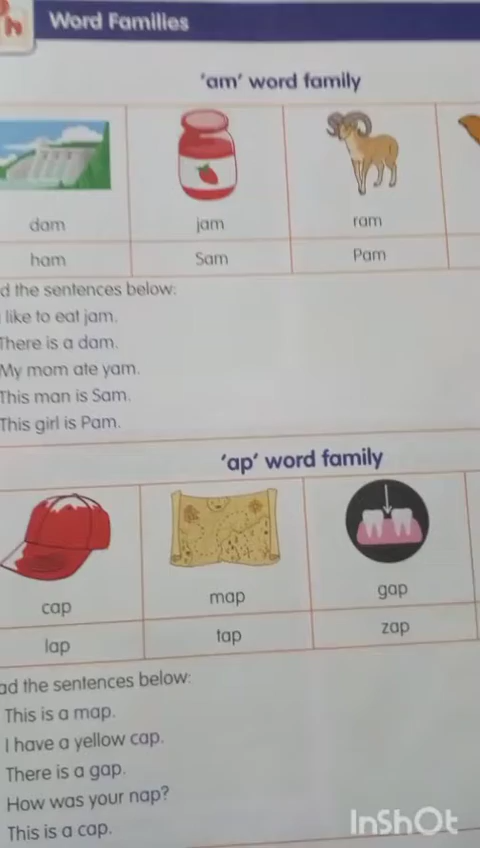 h
Word Families
'am' word family
dam jam ram
ham Sam Pam
d the sentences below:
like to eat jam.
There is a dam.
My mom ate yam.
This man is Sam.
This girl is Pam.
'ap' word family
cap map gap
lap tap zap
ad the sentences below:
This is a map.
I have a yellow cap.
There is a gap.
How was your nap?
This is a cap.
InShOt